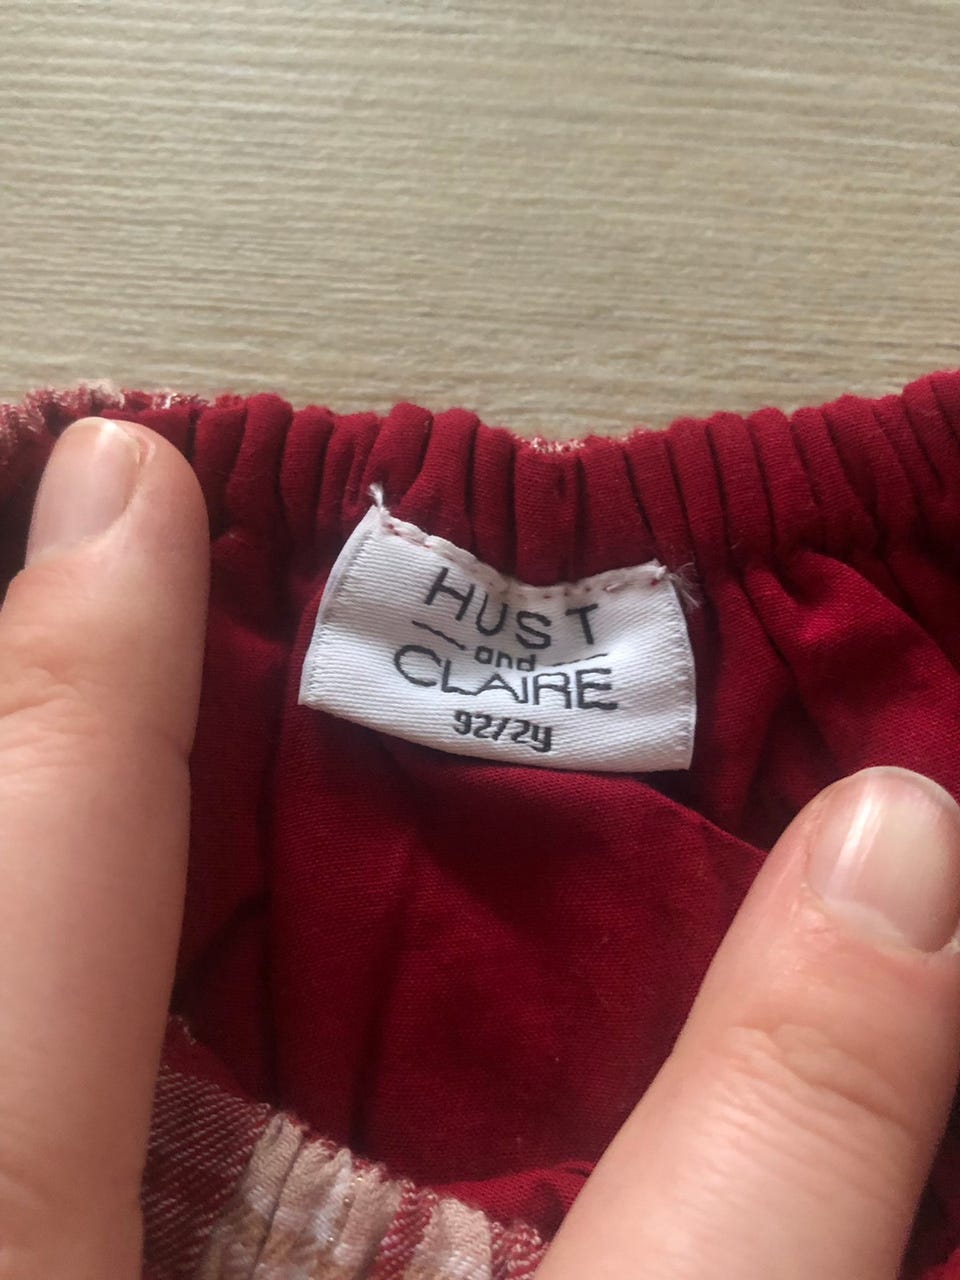 HUST
and
CLAIRE
92/2y